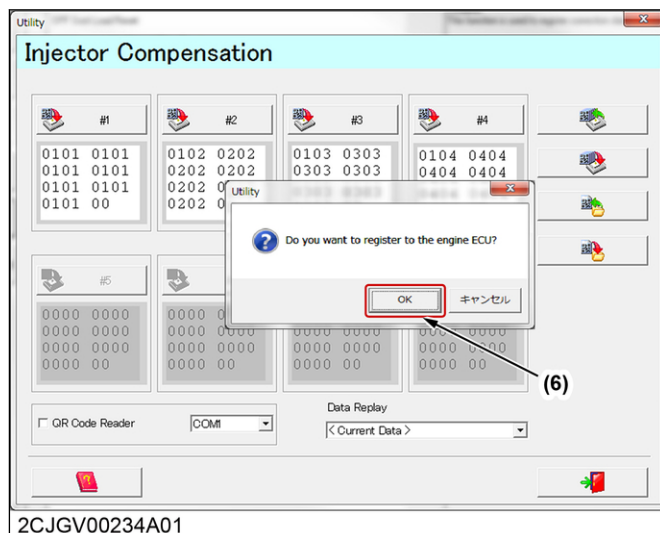 Utility
Injector Compensation
#1
#2
#3
#4
0101 0101
0101 0101
0101 0101
0101 00
0102 0202
0202 0202
0202
0202
0103 0303
0303 0303
0104 0404
0404 0404
Utility
Do you want to register to the engine ECU?
OK
キャンセル
#5
0000 0000
0000 0000
0000 0000
0000 00
0000
0000 0000
0000 0000
0000 00
0000 0000
0000 0000
0000 00
0000 0000
0000 0000
0000 00
(6)
QR Code Reader
COM1
Data Replay
< Current Data >
2CJGV00234A01